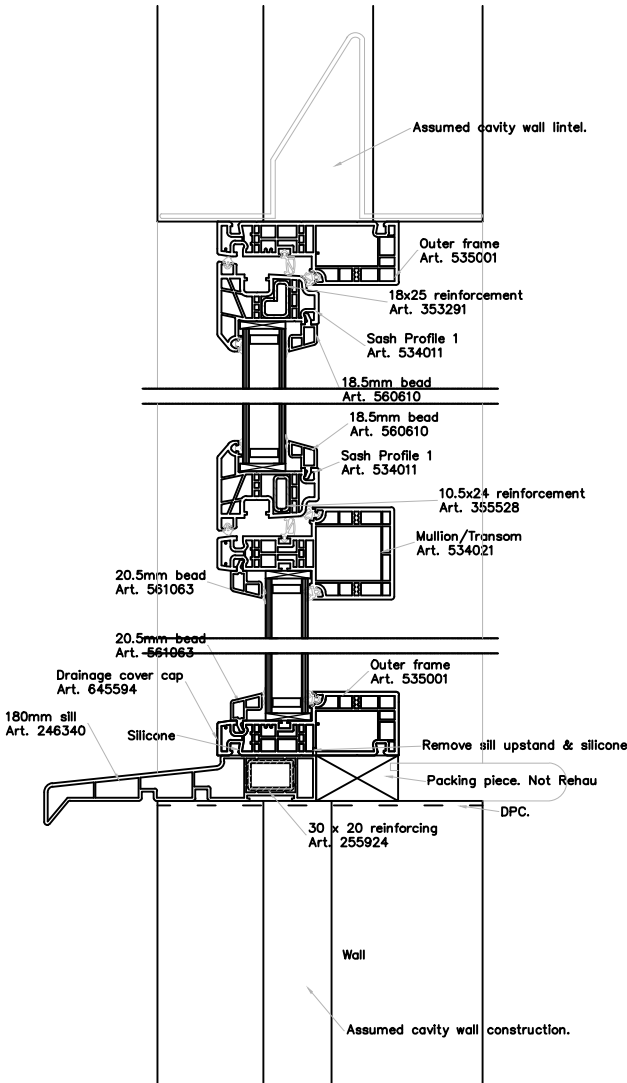 Assumed cavity wall lintel.
Outer frame
Art. 535001
18x25 reinforcement
Art. 353291
Sash Profile 1
Art. 534011
18.5mm bead
Art. 560610
18.5mm bead
Art. 560610
Sash Profile 1
Art. 534011
10.5x24 reinforcement
Art. 355528
Mullion/Transom
Art. 534021
20.5mm bead
Art. 561063
20.5mm bead
Art. 561063
Outer frame
Art. 535001
Drainage cover cap
Art. 645594
180mm sill
Art. 246340
Silicone
Remove sill upstand & silicone
Packing piece. Not Rehau
DPC.
30 x 20 reinforcing
Art. 255924
Wall
Assumed cavity wall construction.